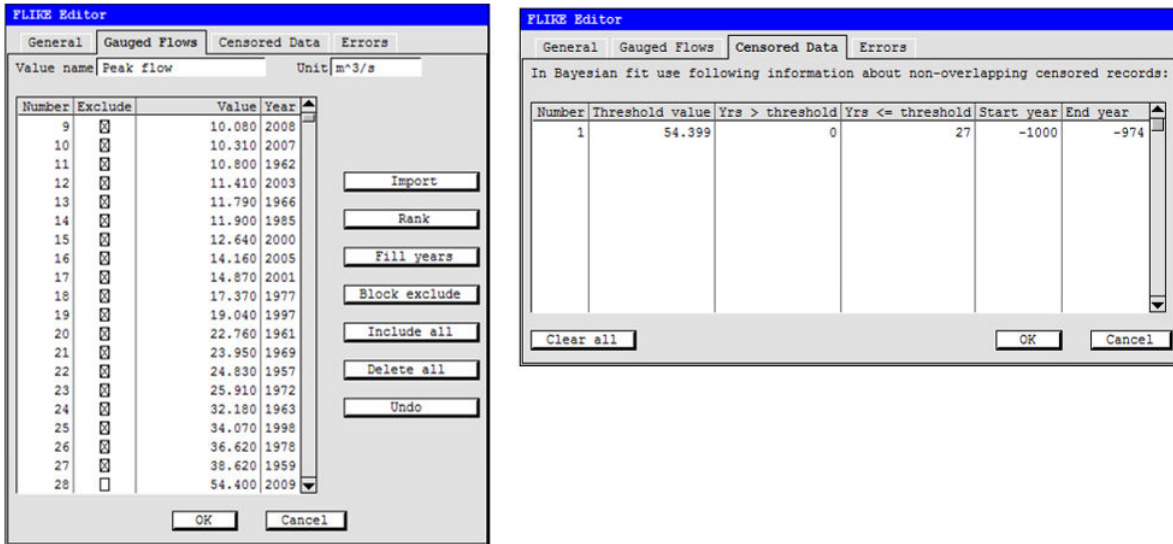 FLIKE Editor
General Gauged Flows Censored Data Errors
Value name Peak flow Unit m^3/s
Number Exclude Value Year
9 10.080 2008
10 10.310 2007
11 10.800 1962
12 11.410 2003
13 11.790 1966
14 11.900 1985
15 12.640 2000
16 14.160 2005
17 14.870 2001
18 17.370 1977
19 19.040 1997
20 22.760 1961
21 23.950 1969
22 24.830 1957
23 25.910 1972
24 32.180 1963
25 34.070 1998
26 36.620 1978
27 38.620 1959
28 54.400 2009
Import
Rank
Fill years
Block exclude
Include all
Delete all
Undo
OK Cancel
FLIKE Editor
General Gauged Flows Censored Data Errors
In Bayesian fit use following information about non-overlapping censored records:
Number Threshold value Yrs > threshold Yrs <= threshold Start year End year
1 54.399 0 27 -1000 -974
Clear all OK Cancel